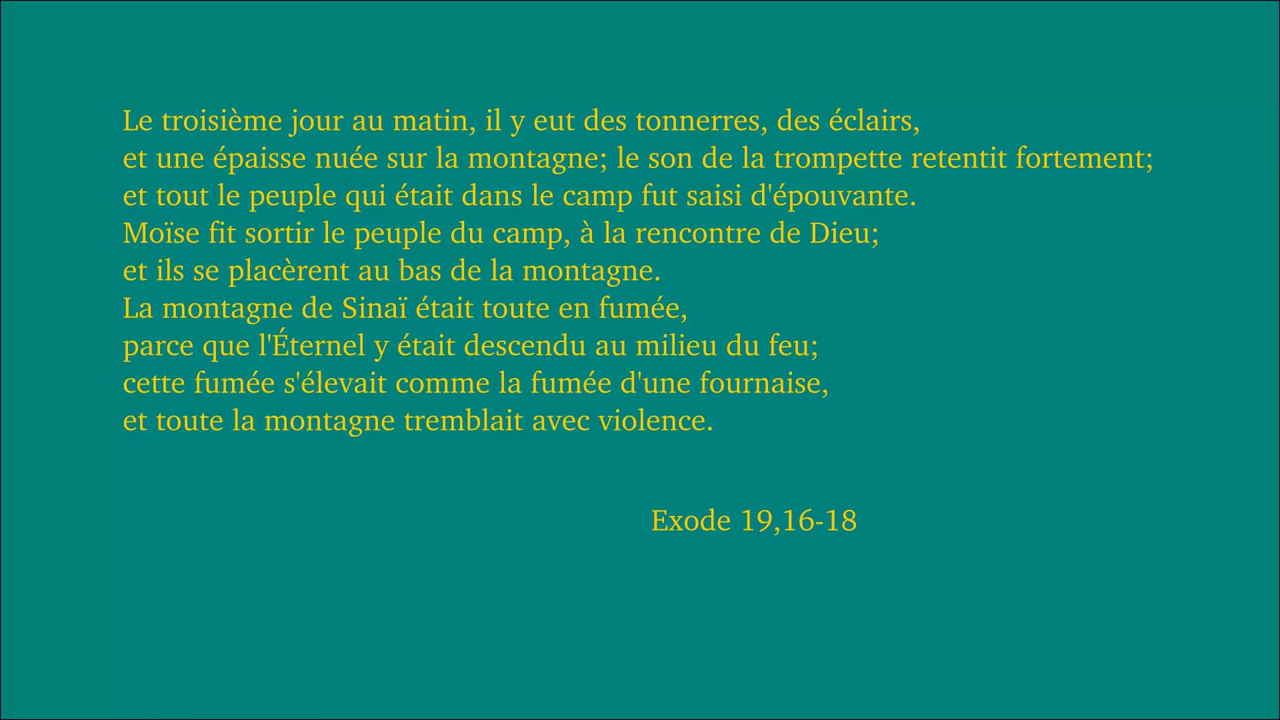 Le troisième jour au matin, il y eut des tonnerres, des éclairs,
et une épaisse nuée sur la montagne; le son de la trompette retentit fortement;
et tout le peuple qui était dans le camp fut saisi d'épouvante.
Moïse fit sortir le peuple du camp, à la rencontre de Dieu;
et ils se placèrent au bas de la montagne.
La montagne de Sinaï était toute en fumée,
parce que l'Éternel y était descendu au milieu du feu;
cette fumée s'élevait comme la fumée d'une fournaise,
et toute la montagne tremblait avec violence.
Exode 19,16-18